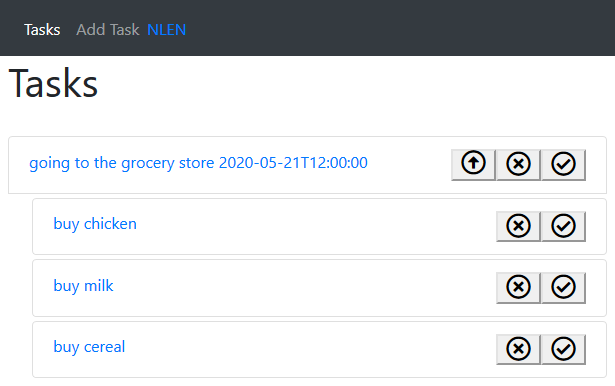 Tasks Add Task NLEN
Tasks
going to the grocery store 2020-05-21T12:00:00
buy chicken
buy milk
buy cereal